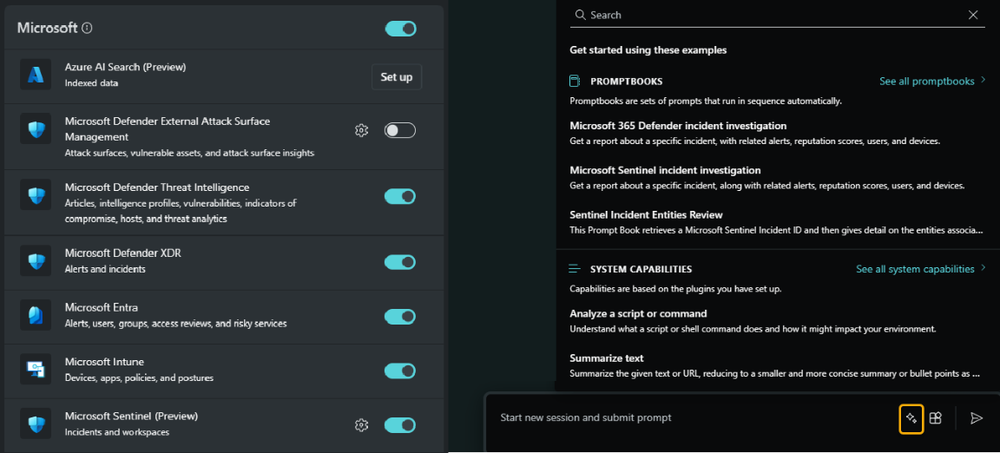 Microsoft
Azure AI Search (Preview)
Indexed data
Set up
Microsoft Defender External Attack Surface
Management
Attack surfaces, vulnerable assets, and attack surface insights
Microsoft Defender Threat Intelligence
Articles, intelligence profiles, vulnerabilities, indicators of
compromise, hosts, and threat analytics
Microsoft Defender XDR
Alerts and incidents
Microsoft Entra
Alerts, users, groups, access reviews, and risky services
Microsoft Intune
Devices, apps, policies, and postures
Microsoft Sentinel (Preview)
Incidents and workspaces
Search
Get started using these examples
PROMPTBOOKS
See all promptbooks
Promptbooks are sets of prompts that run in sequence automatically.
Microsoft 365 Defender incident investigation
Get a report about a specific incident, with related alerts, reputation scores, users, and devices.
Microsoft Sentinel incident investigation
Get a report about a specific incident, along with related alerts, reputation scores, users, and devices.
Sentinel Incident Entities Review
This Prompt Book retrieves a Microsoft Sentinel Incident ID and then gives detail on the entities associa...
SYSTEM CAPABILITIES
See all system capabilities
Capabilities are based on the plugins you have set up.
Analyze a script or command
Understand what a script or shell command does and how it might impact your environment.
Summarize text
Summarize the given text or URL, reducing to a smaller and more concise summary or bullet points as ...
Start new session and submit prompt